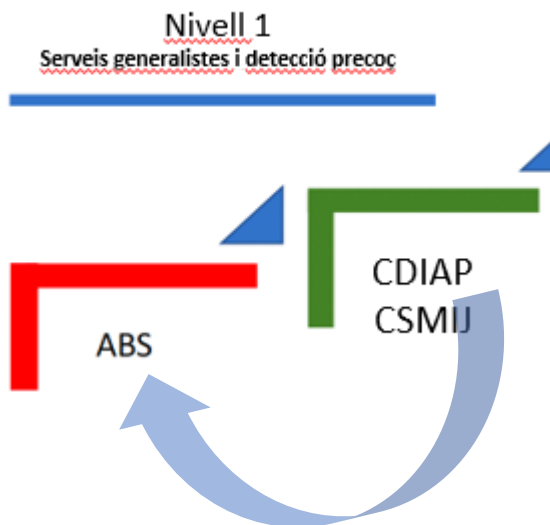 Nivell 1
Serveis generalistes i detecció precoç
CDIAP
CSMIJ
ABS